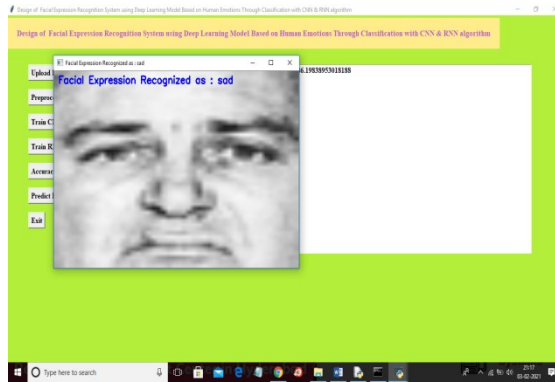 Design of Facial Expression Recognition System using Deep Learning Model Based on Human Emotions Through Classification with CNN & RNN algorithm
Design of Facial Expression Recognition System using Deep Learning Model Based on Human Emotions Through Classification with CNN & RNN algorithm
Facial Expression Recognized as : sad
Facial Expression Recognized as : sad
6.19838953018188
Upload
Preproc
Train C
Train R
Accurac
Predict
Exit
Type here to search
21:17
03-02-2021